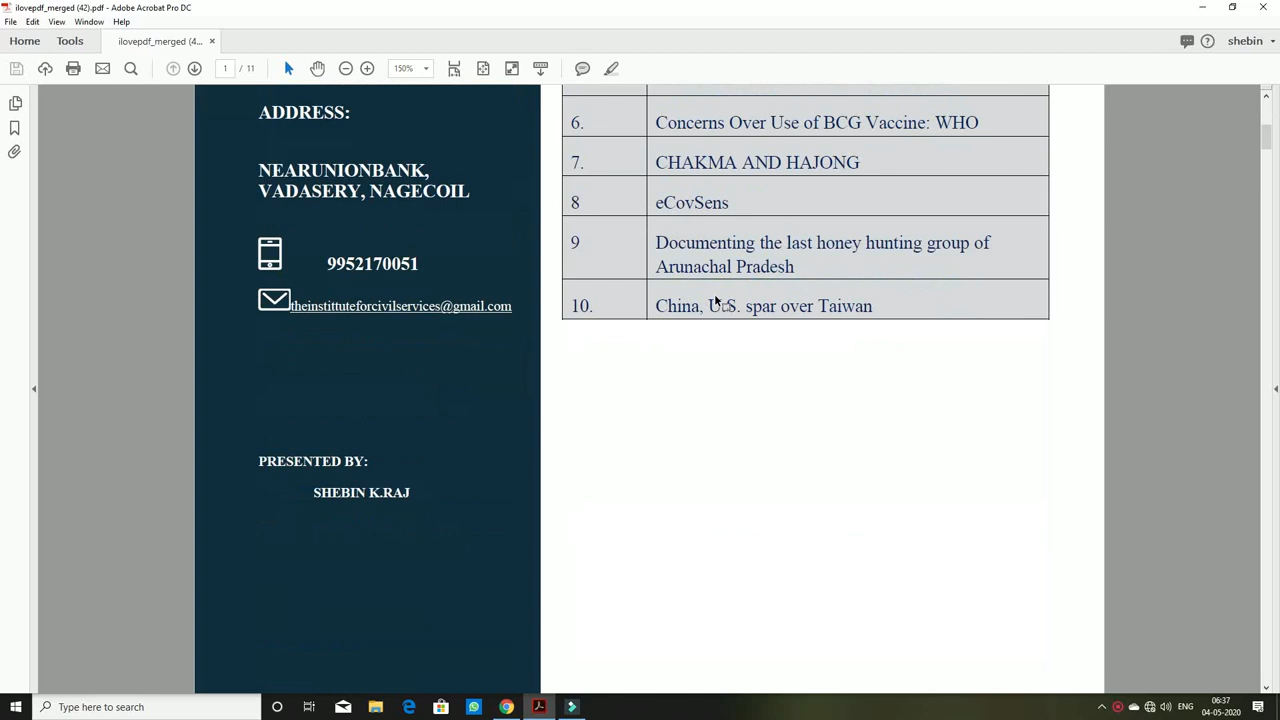 ilovepdf_merged (42).pdf - Adobe Acrobat Pro DC
File Edit View Window Help
Home Tools ilovepdf_merged (4... × shebin
1 / 11 150%
ADDRESS:
NEARUNIONBANK,
VADASERY, NAGECOIL
9952170051
theinstittuteforcivilservices@gmail.com
PRESENTED BY:
SHEBIN K.RAJ
6. Concerns Over Use of BCG Vaccine: WHO
7. CHAKMA AND HAJONG
8 eCovSens
9 Documenting the last honey hunting group of
Arunachal Pradesh
10. China, U.S. spar over Taiwan
Type here to search
ENG
06:37
04-05-2020